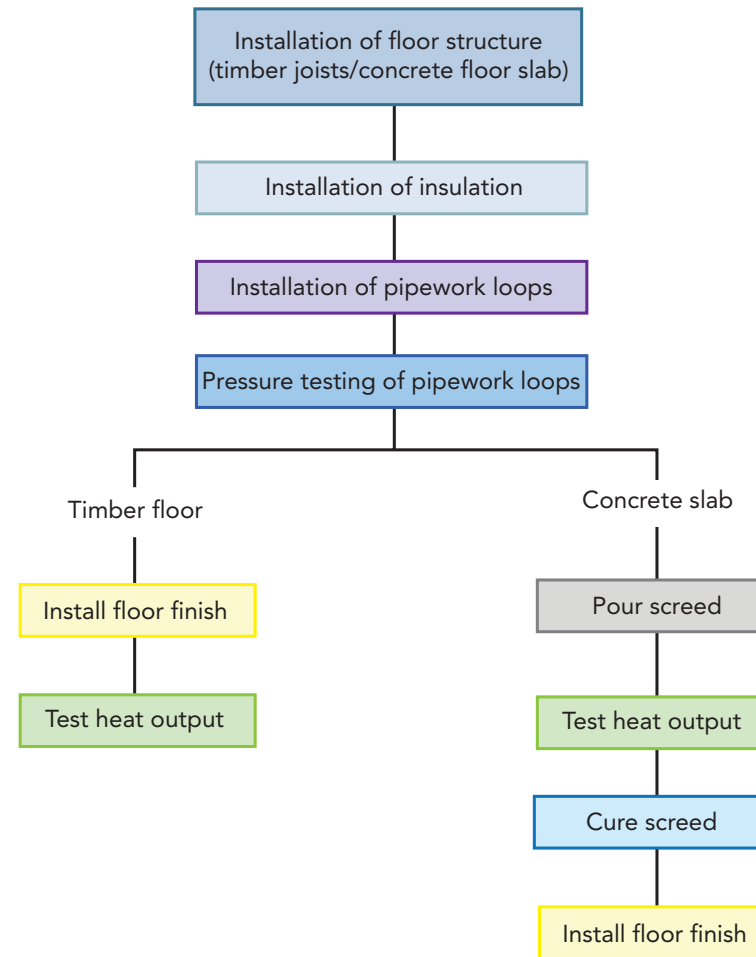 Installation of floor structure
(timber joists/concrete floor slab)
Installation of insulation
Installation of pipework loops
Pressure testing of pipework loops
Timber floor
Install floor finish
Test heat output
Concrete slab
Pour screed
Test heat output
Cure screed
Install floor finish